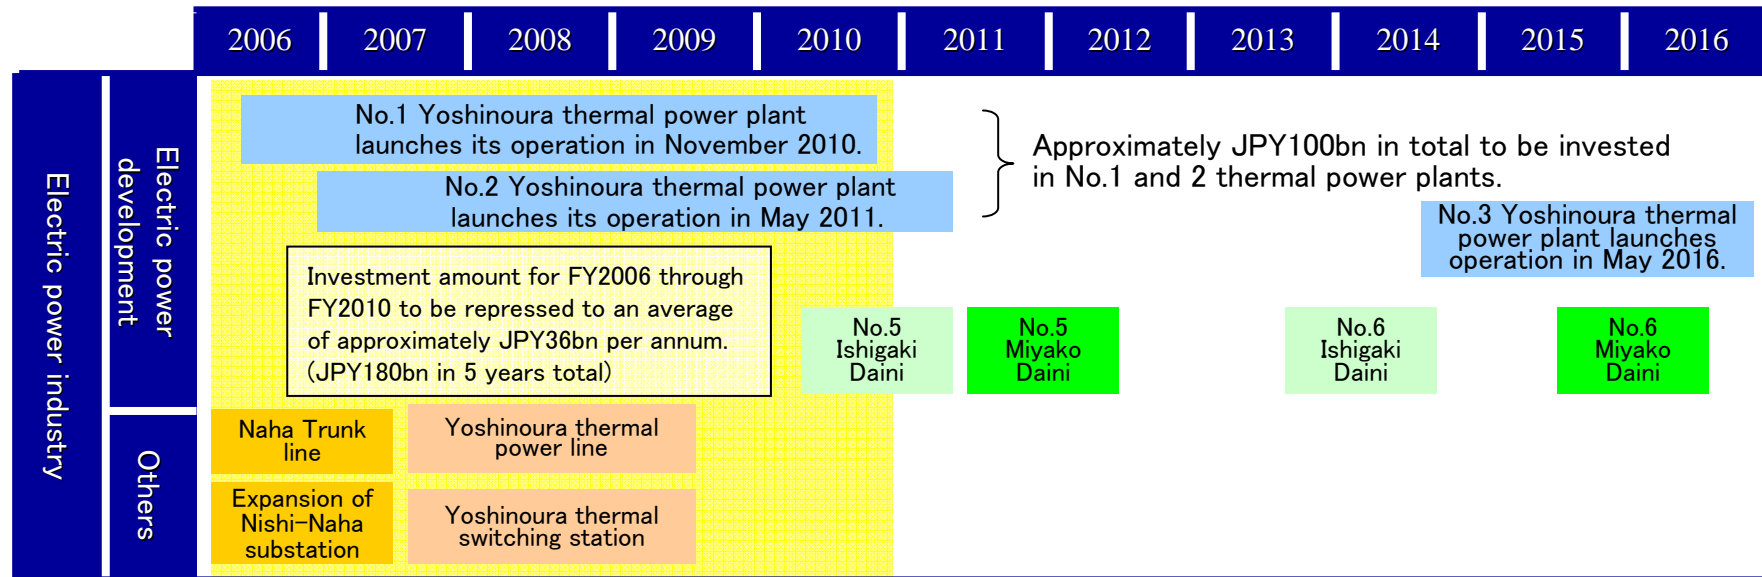 2006 2007 2008 2009 2010 2011 2012 2013 2014 2015 2016
Electric power industry
Electric power
development
No.1 Yoshinoura thermal power plant
launches its operation in November 2010.
No.2 Yoshinoura thermal power plant
launches its operation in May 2011.
Approximately JPY100bn in total to be invested
in No.1 and 2 thermal power plants.
No.3 Yoshinoura thermal
power plant launches
operation in May 2016.
Investment amount for FY2006 through
FY2010 to be repressed to an average
of approximately JPY36bn per annum.
(JPY180bn in 5 years total)
No.5
Ishigaki
Daini
No.5
Miyako
Daini
No.6
Ishigaki
Daini
No.6
Miyako
Daini
Others
Naha Trunk
line
Yoshinoura thermal
power line
Expansion of
Nishi-Naha
substation
Yoshinoura thermal
switching station